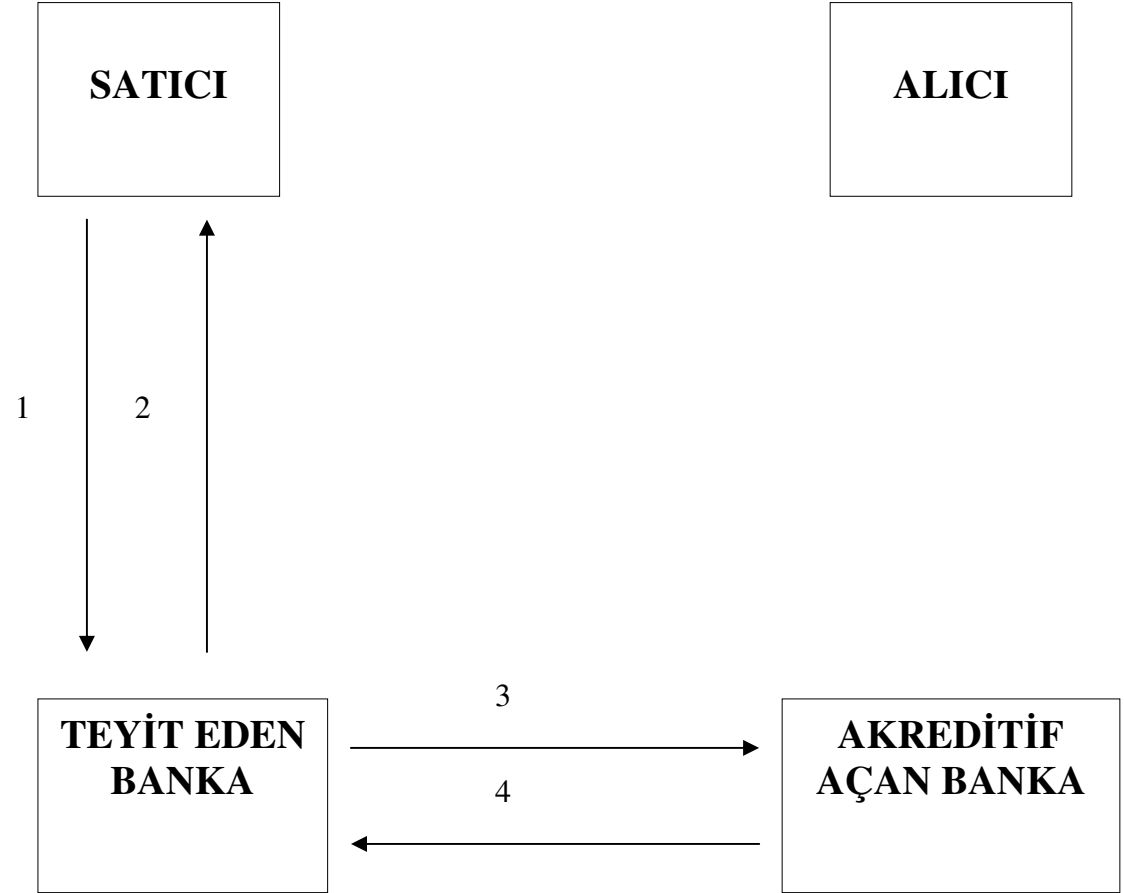 SATICI
ALICI
1
2
3
4
TEYİT EDEN
BANKA
AKREDİTİF
AÇAN BANKA